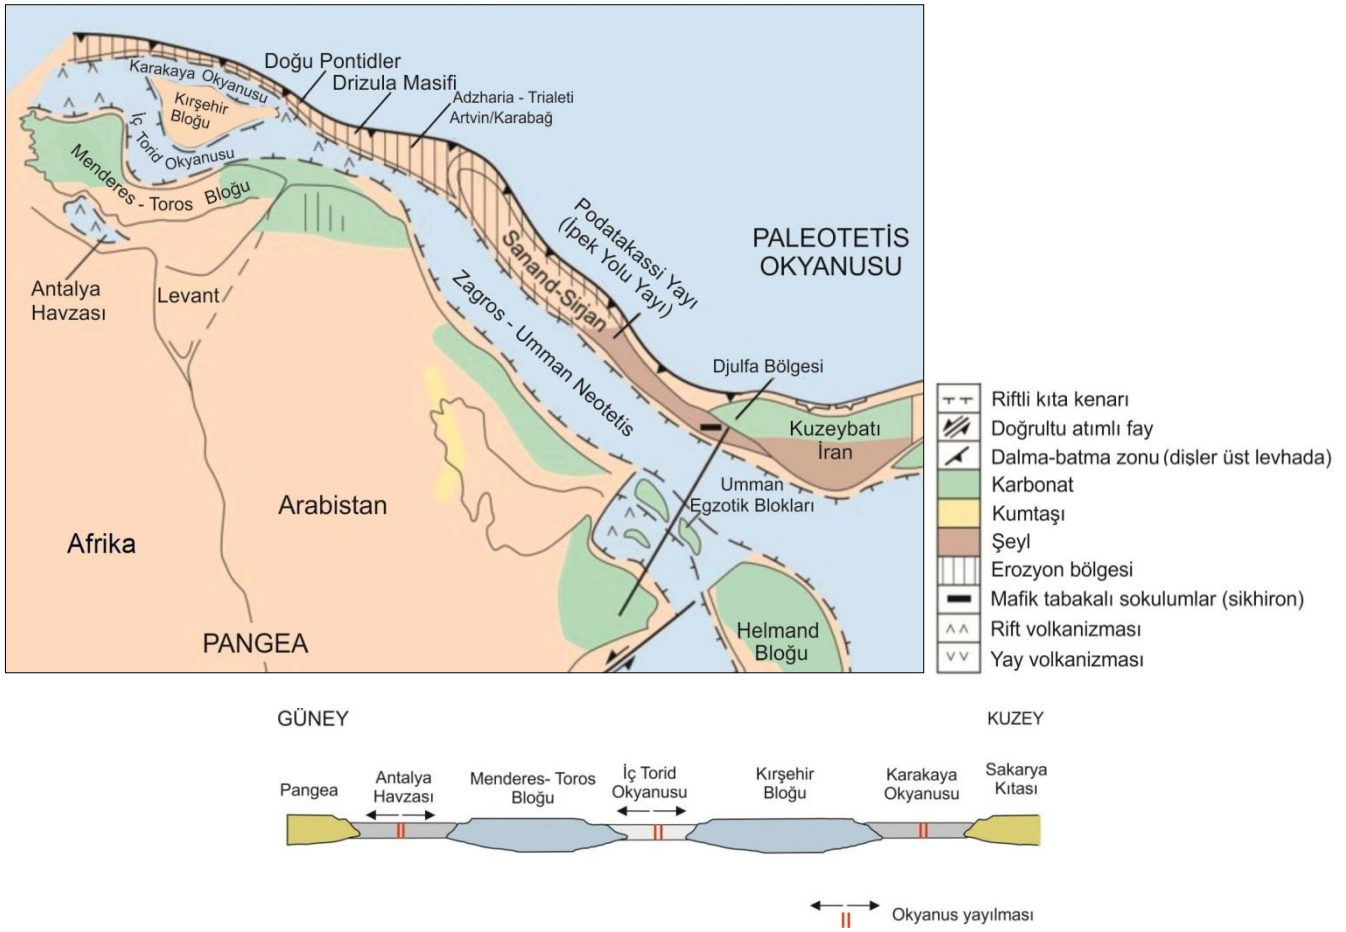 Karakaya Okyanusu
Doğu Pontidler
Drizula Masifi
Adzharia - Trialeti
Artvin/Karabağ
Kırşehir
Bloğu
İç Torid Okyanusu
Menderes - Toros Bloğu
Antalya
Havzası
Levant
Zagros - Umman Neotetis
Sanand-Sirjan
Podatakassi Yayı
(İpek Yolu Yayı)
PALEOTETİS
OKYANUSU
Djulfa Bölgesi
Kuzeybatı
İran
Umman
Egzotik Blokları
Arabistan
Afrika
PANGEA
Helmand
Bloğu
Riftli kıta kenarı
Doğrultu atımlı fay
Dalma-batma zonu (dişler üst levhada)
Karbonat
Kumtaşı
Şeyl
Erozyon bölgesi
Mafik tabakalı sokulumlar (sikhiron)
Rift volkanizması
Yay volkanizması
GÜNEY
KUZEY
Pangea
Antalya
Havzası
Menderes- Toros
Bloğu
İç Torid
Okyanusu
Kırşehir
Bloğu
Karakaya
Okyanusu
Sakarya
Kıtası
Okyanus yayılması